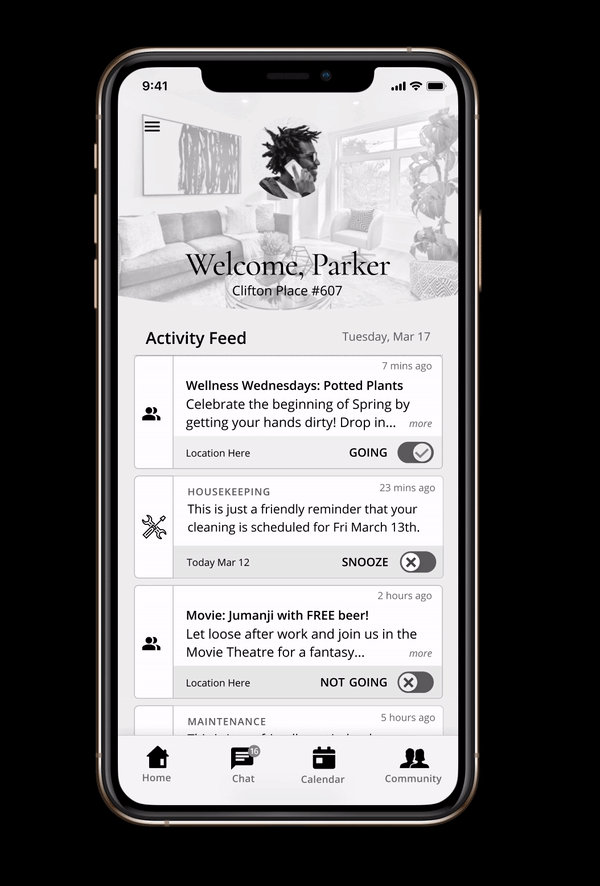 9:41
Welcome, Parker
Clifton Place #607
Activity Feed
Tuesday, Mar 17
7 mins ago
Wellness Wednesdays: Potted Plants
Celebrate the beginning of Spring by
getting your hands dirty! Drop in... more
Location Here
GOING
23 mins ago
HOUSEKEEPING
This is just a friendly reminder that your
cleaning is scheduled for Fri March 13th.
Today Mar 12
SNOOZE
2 hours ago
Movie: Jumanji with FREE beer!
Let loose after work and join us in the
Movie Theatre for a fantasy... more
Location Here
NOT GOING
5 hours ago
MAINTENANCE
16
Home
Chat
Calendar
Community